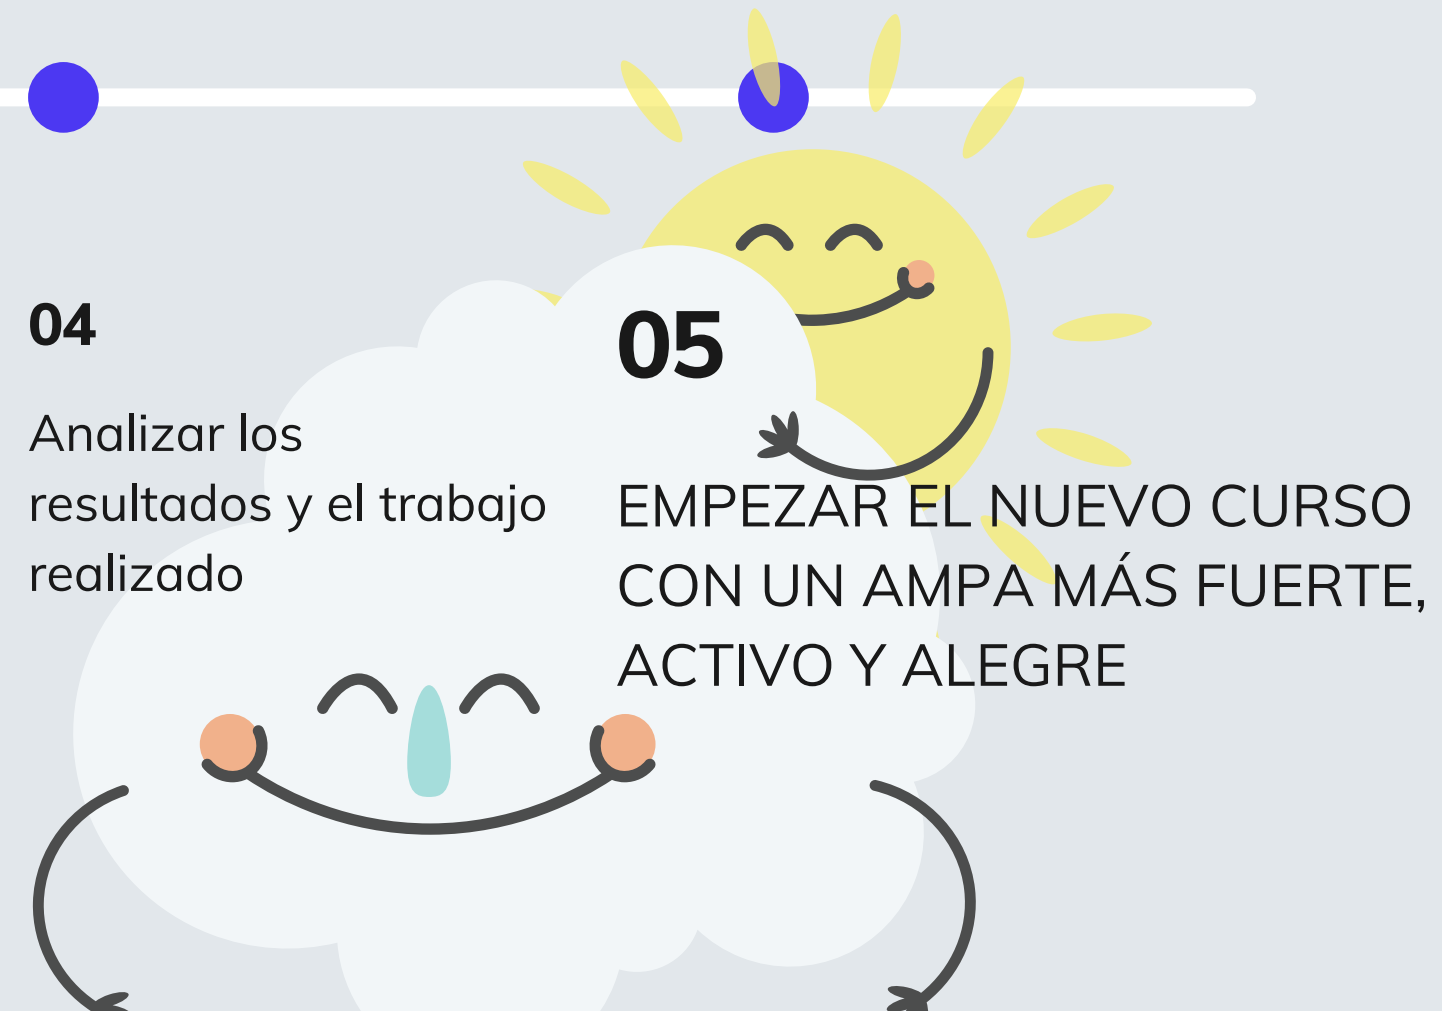 04
Analizar los
resultados y el trabajo
realizado
05
EMPEZAR EL NUEVO CURSO
CON UN AMPA MÁS FUERTE,
ACTIVO Y ALEGRE